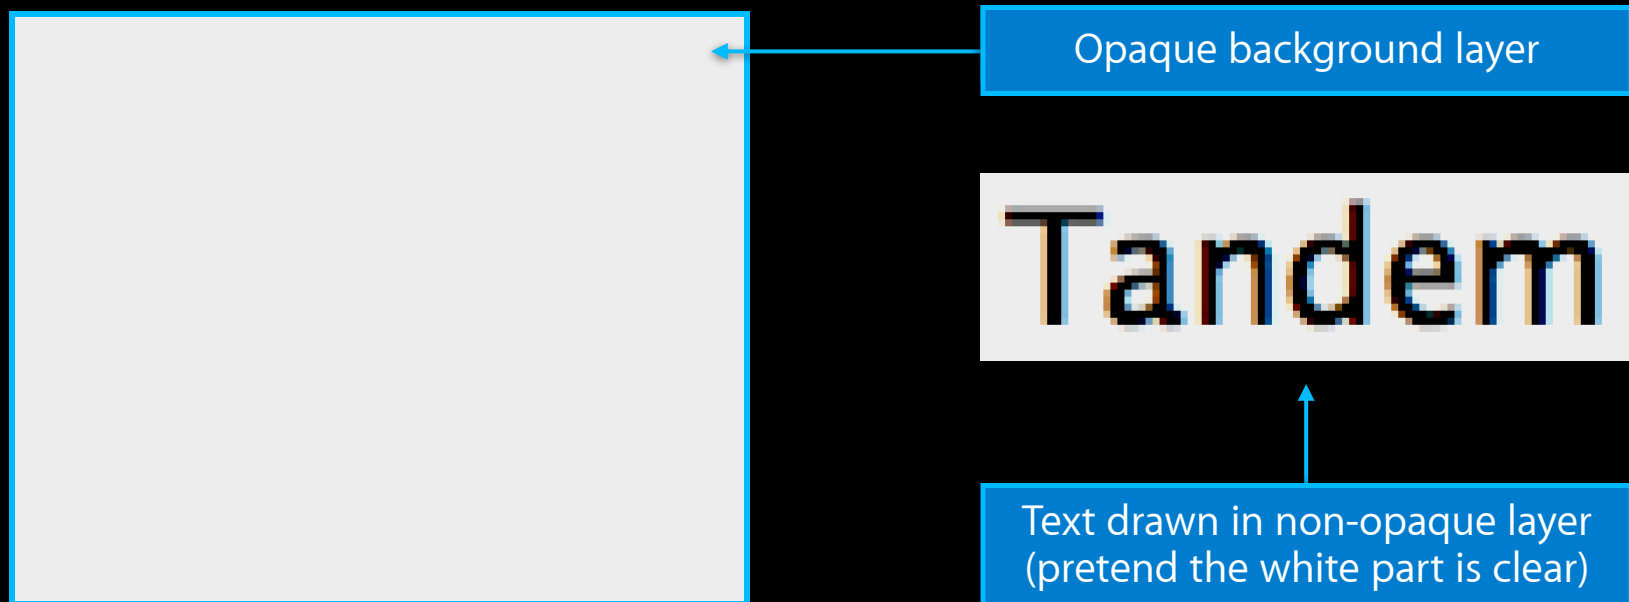 Opaque background layer
Tandem
Text drawn in non-opaque layer
(pretend the white part is clear)